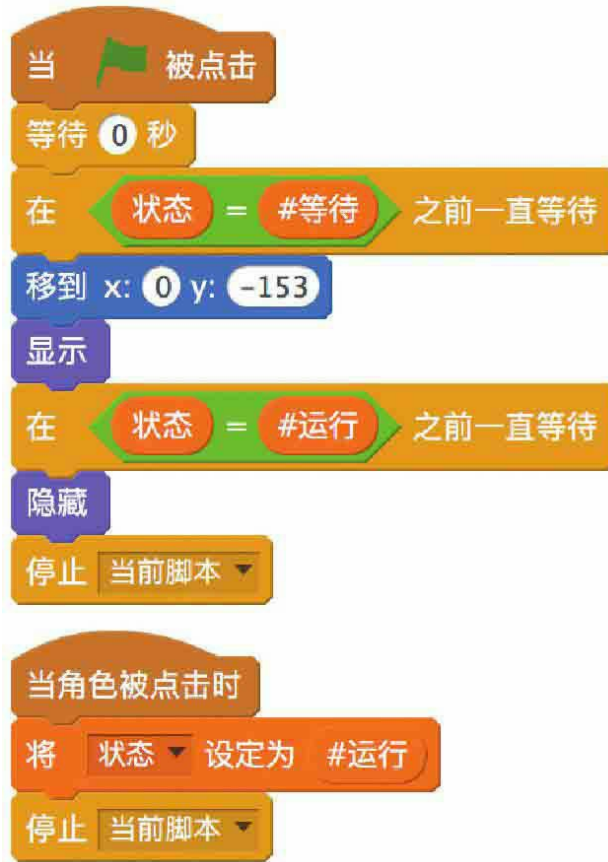 当 被点击
等待 0 秒
在 状态 = #等待 之前一直等待
移到 x: 0 y: -153
显示
在 状态 = #运行 之前一直等待
隐藏
停止 当前脚本
当角色被点击时
将 状态 设定为 #运行
停止 当前脚本